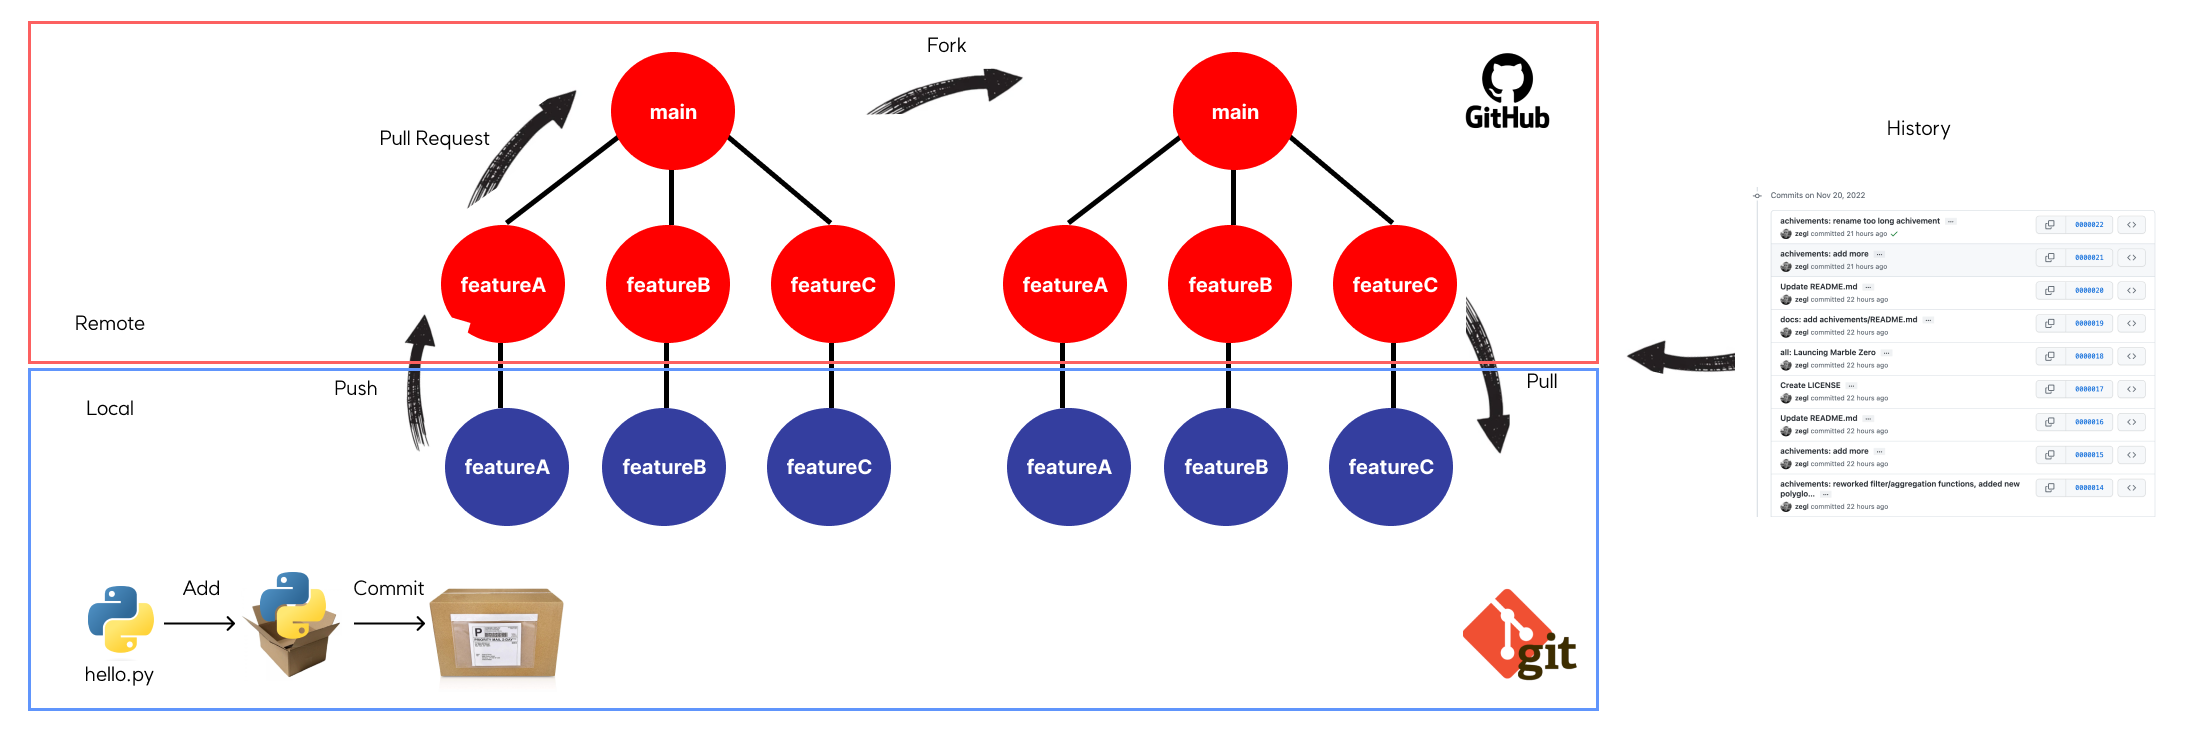 Fork
Pull Request
main
main
GitHub
featureA
featureB
featureC
featureA
featureB
featureC
Remote
Push
Pull
Local
featureA
featureB
featureC
featureA
featureB
featureC
Add
Commit
hello.py
P
PRIORITY MAIL 2-DAY
git
History
Commits on Nov 20, 2022
achivements: rename too long achivement ...
zegl committed 21 hours ago
0000022
achivements: add more ...
zegl committed 21 hours ago
0000021
Update README.md ...
zegl committed 22 hours ago
0000020
docs: add achivements/README.md ...
zegl committed 22 hours ago
0000019
all: Launcing Marble Zero ...
zegl committed 22 hours ago
0000018
Create LICENSE ...
zegl committed 22 hours ago
0000017
Update README.md ...
zegl committed 22 hours ago
0000016
achivements: add more ...
zegl committed 22 hours ago
0000015
achivements: reworked filter/aggregation functions, added new
polyglo... ...
zegl committed 22 hours ago
0000014